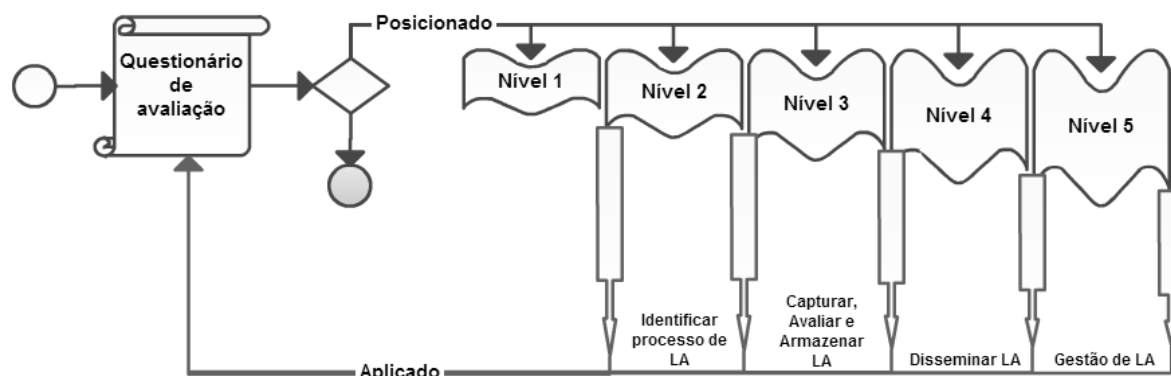 Posicionado
Questionário
de
avaliação
Nível 1
Nível 2
Nível 3
Nível 4
Nível 5
Identificar
processo de
LA
Capturar,
Avaliar e
Armazenar
LA
Disseminar LA
Gestão de LA
Aplicado